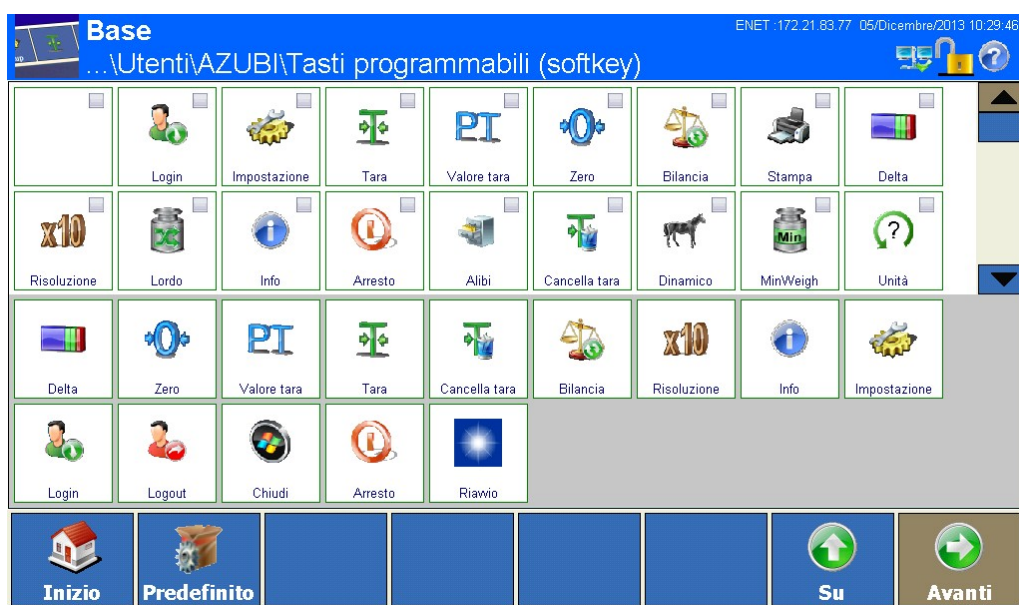 Base
ENET :172.21.83.77 05/Dicembre/2013 10:29:46
...\Utenti\AZUBI\Tasti programmabili (softkey)
PT
Login Impostazione Tara Valore tara Zero Bilancia Stampa Delta
x10 Min ?
Risoluzione Lordo Info Arresto Alibi Cancella tara Dinamico MinWeigh Unità
PT x10
Delta Zero Valore tara Tara Cancella tara Bilancia Risoluzione Info Impostazione
Login Logout Chiudi Arresto Riavvio
Inizio Predefinito Su Avanti